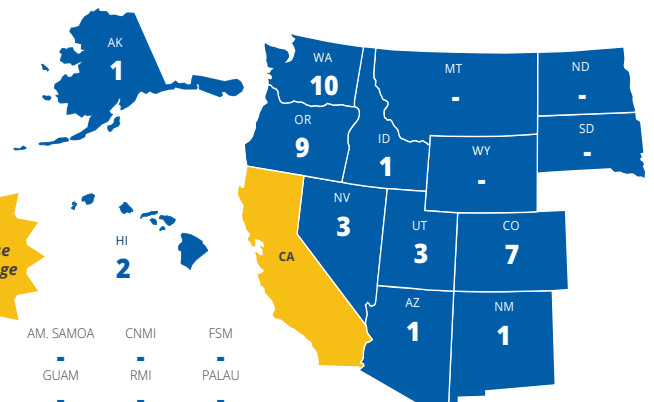 AK
1
WA
10
MT
-
ND
-
OR
9
ID
1
SD
-
WY
-
NV
3
UT
3
CO
7
HI
2
CA
AZ
1
NM
1
AM. SAMOA CNMI FSM
- - -
GUAM RMI PALAU
- - -